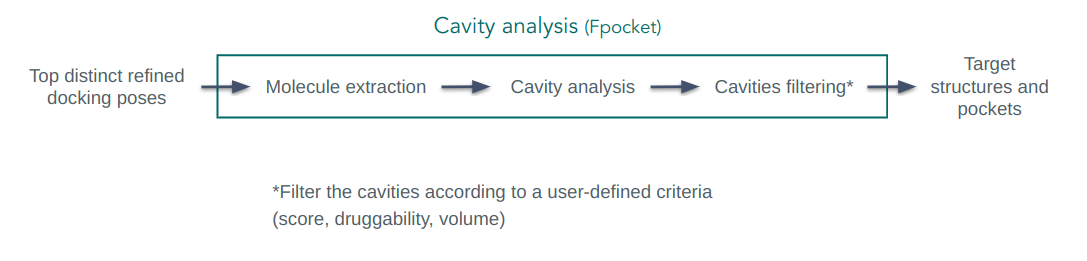 Cavity analysis (Fpocket)
Top distinct refined
docking poses
Molecule extraction
Cavity analysis
Cavities filtering*
Target
structures and
pockets
*Filter the cavities according to a user-defined criteria
(score, druggability, volume)